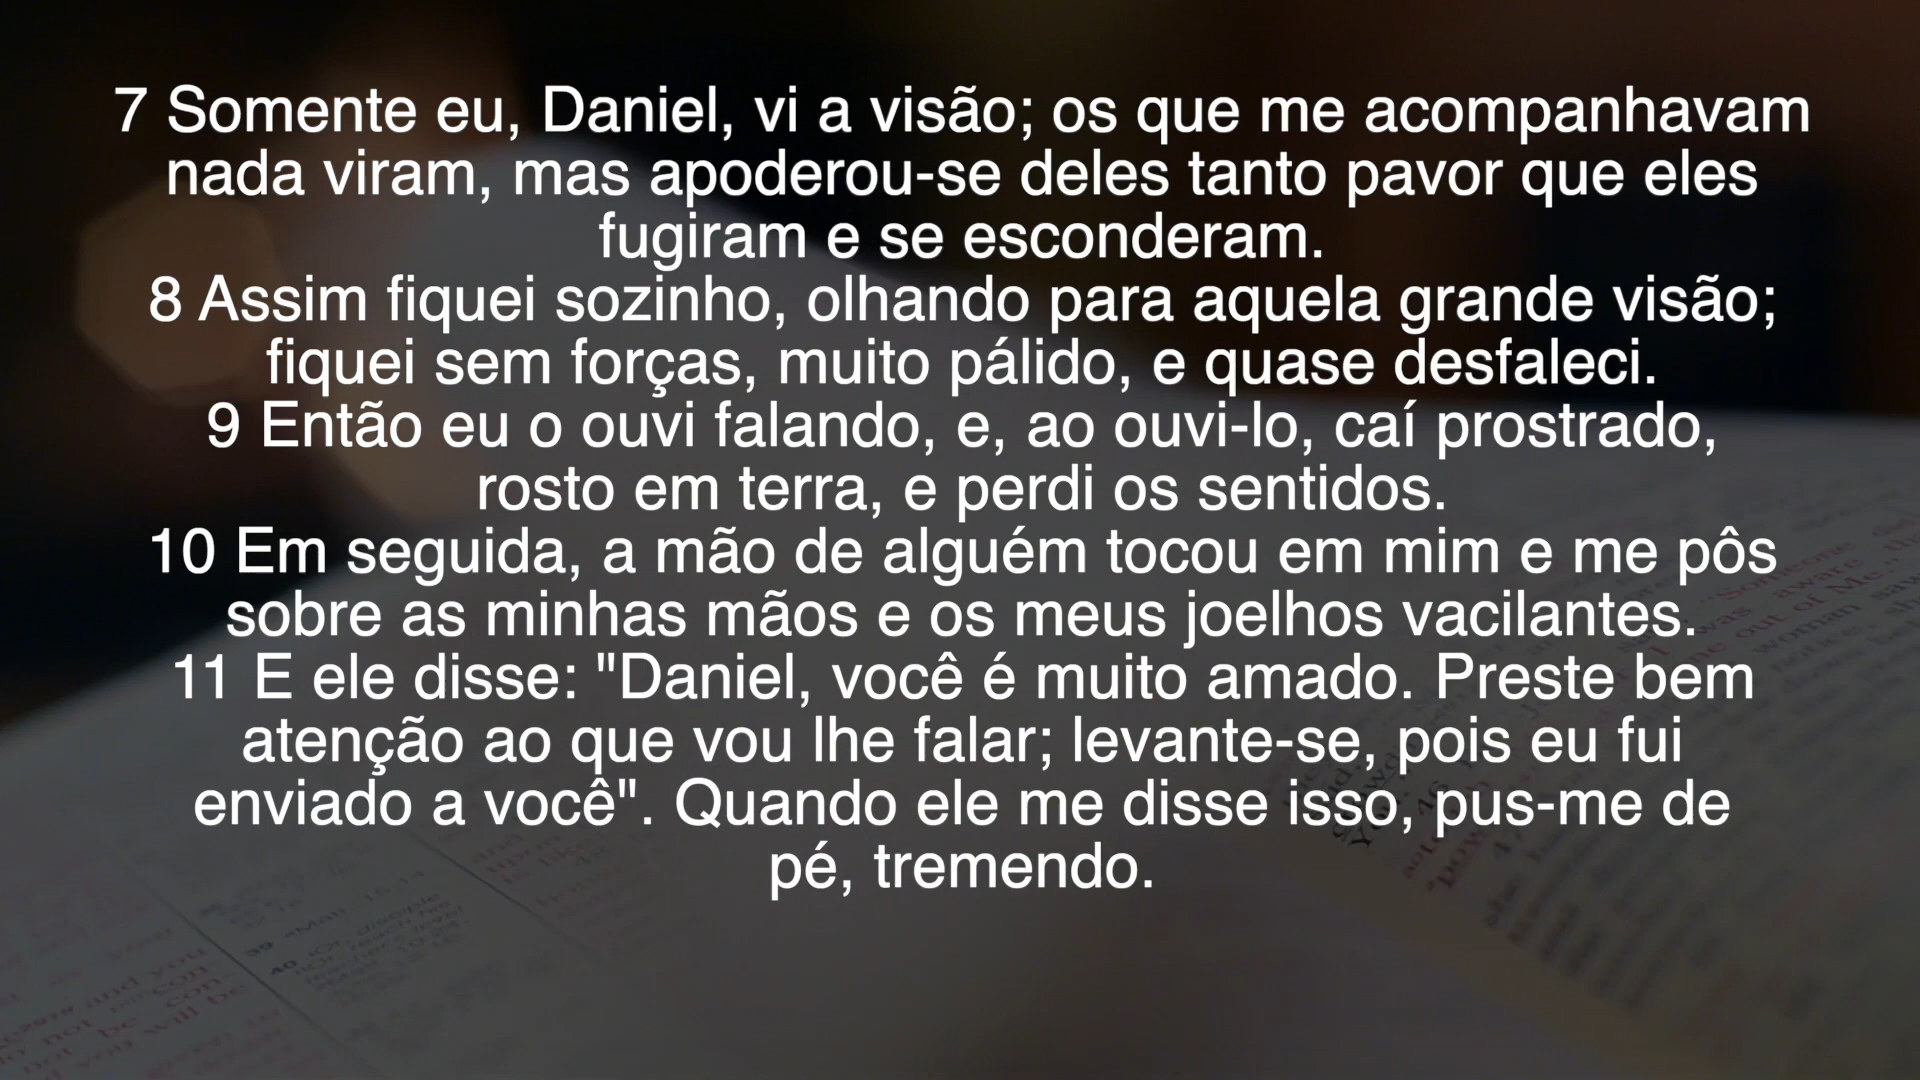 7 Somente eu, Daniel, vi a visão; os que me acompanhavam
nada viram, mas apoderou-se deles tanto pavor que eles
fugiram e se esconderam.
8 Assim fiquei sozinho, olhando para aquela grande visão;
fiquei sem forças, muito pálido, e quase desfaleci.
9 Então eu o ouvi falando, e, ao ouvi-lo, caí prostrado,
rosto em terra, e perdi os sentidos.
10 Em seguida, a mão de alguém tocou em mim e me pôs
sobre as minhas mãos e os meus joelhos vacilantes.
11 E ele disse: "Daniel, você é muito amado. Preste bem
atenção ao que vou lhe falar; levante-se, pois eu fui
enviado a você". Quando ele me disse isso, pus-me de
pé, tremendo.